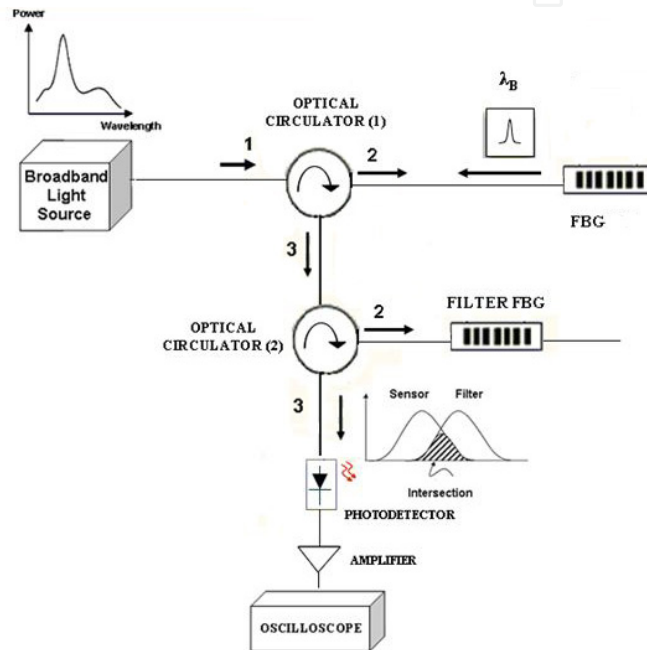 Power
Wavelength
Broadband
Light
Source
1
OPTICAL
CIRCULATOR (1)
2
λB
FBG
3
OPTICAL
CIRCULATOR (2)
2
FILTER FBG
3
Sensor Filter
Intersection
PHOTODETECTOR
AMPLIFIER
OSCILLOSCOPE